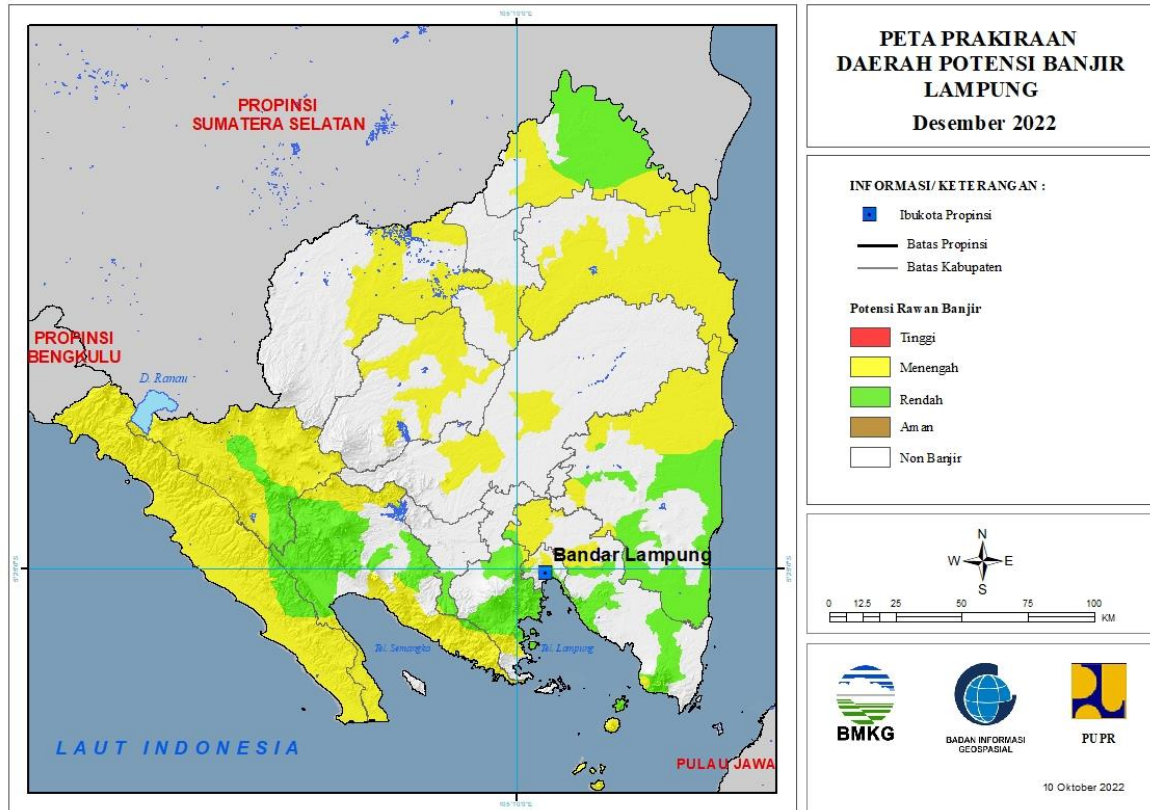 PROPINSI
SUMATERA SELATAN
PROPINSI
BENGKULU
D. Ranau
Bandar Lampung
Tel. Semangka
Tel. Lampung
LAUT INDONESIA
PULAU JAWA
PETA PRAKIRAAN
DAERAH POTENSI BANJIR
LAMPUNG
Desember 2022
INFORMASI/KETERANGAN :
Ibukota Propinsi
Batas Propinsi
Batas Kabupaten
Potensi Rawan Banjir
Tinggi
Menengah
Rendah
Aman
Non Banjir
N
W E
S
0 12.5 25 50 75 100
KM
BMKG
BADAN INFORMASI
GEOSPASIAL
PUPR
10 Oktober 2022